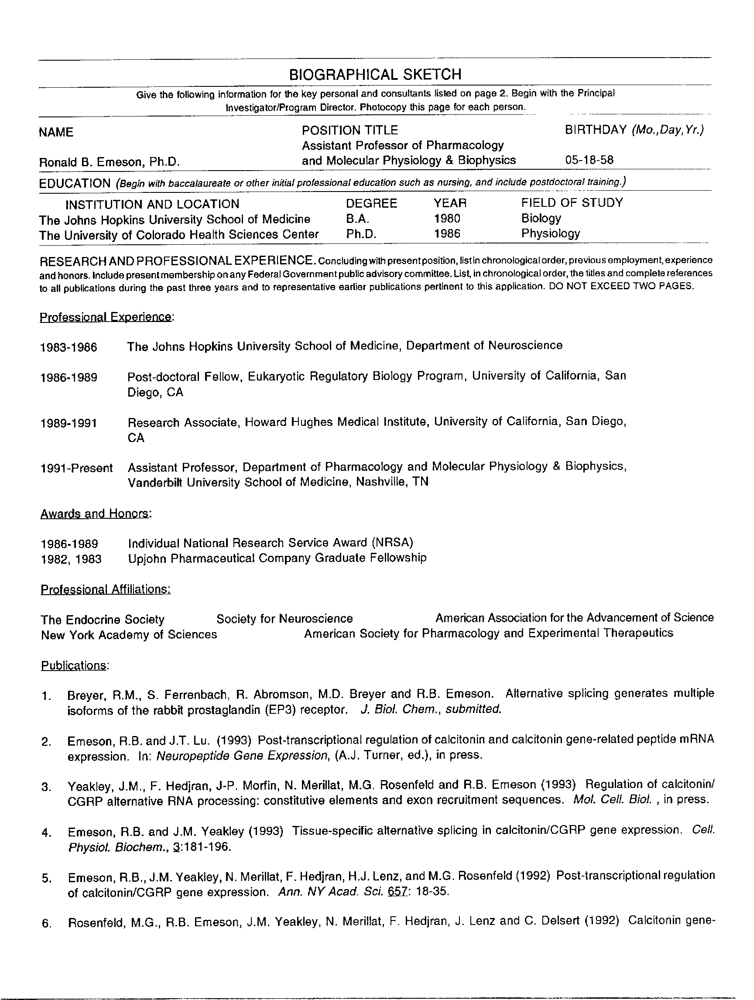 BIOGRAPHICAL SKETCH
Give the following information for the key personal and consultants listed on page 2. Begin with the Principal
Investigator/Program Director. Photocopy this page for each person.
NAME POSITION TITLE BIRTHDAY (Mo.,Day,Yr.)
Assistant Professor of Pharmacology
Ronald B. Emeson, Ph.D. and Molecular Physiology & Biophysics 05-18-58
EDUCATION (Begin with baccalaureate or other initial professional education such as nursing, and include postdoctoral training.)
INSTITUTION AND LOCATION DEGREE YEAR FIELD OF STUDY
The Johns Hopkins University School of Medicine B.A. 1980 Biology
The University of Colorado Health Sciences Center Ph.D. 1986 Physiology
RESEARCH AND PROFESSIONAL EXPERIENCE. Concluding with present position, list in chronological order, previous employment, experience
and honors. Include present membership on any Federal Government public advisory committee. List, in chronological order, the titles and complete references
to all publications during the past three years and to representative earlier publications pertinent to this application. DO NOT EXCEED TWO PAGES.
Professional Experience:
1983-1986 The Johns Hopkins University School of Medicine, Department of Neuroscience
1986-1989 Post-doctoral Fellow, Eukaryotic Regulatory Biology Program, University of California, San
Diego, CA
1989-1991 Research Associate, Howard Hughes Medical Institute, University of California, San Diego,
CA
1991-Present Assistant Professor, Department of Pharmacology and Molecular Physiology & Biophysics,
Vanderbilt University School of Medicine, Nashville, TN
Awards and Honors:
1986-1989 Individual National Research Service Award (NRSA)
1982, 1983 Upjohn Pharmaceutical Company Graduate Fellowship
Professional Affiliations:
The Endocrine Society Society for Neuroscience American Association for the Advancement of Science
New York Academy of Sciences American Society for Pharmacology and Experimental Therapeutics
Publications:
1. Breyer, R.M., S. Ferrenbach, R. Abromson, M.D. Breyer and R.B. Emeson. Alternative splicing generates multiple
isoforms of the rabbit prostaglandin (EP3) receptor. J. Biol. Chem., submitted.
2. Emeson, R.B. and J.T. Lu. (1993) Post-transcriptional regulation of calcitonin and calcitonin gene-related peptide mRNA
expression. In: Neuropeptide Gene Expression, (A.J. Turner, ed.), in press.
3. Yeakley, J.M., F. Hedjran, J-P. Morfin, N. Merillat, M.G. Rosenfeld and R.B. Emeson (1993) Regulation of calcitonin/
CGRP alternative RNA processing: constitutive elements and exon recruitment sequences. Mol. Cell. Biol. , in press.
4. Emeson, R.B. and J.M. Yeakley (1993) Tissue-specific alternative splicing in calcitonin/CGRP gene expression. Cell.
Physiol. Biochem., 3:181-196.
5. Emeson, R.B., J.M. Yeakley, N. Merillat, F. Hedjran, H.J. Lenz, and M.G. Rosenfeld (1992) Post-transcriptional regulation
of calcitonin/CGRP gene expression. Ann. NY Acad. Sci. 657: 18-35.
6. Rosenfeld, M.G., R.B. Emeson, J.M. Yeakley, N. Merillat, F. Hedjran, J. Lenz and C. Delsert (1992) Calcitonin gene-